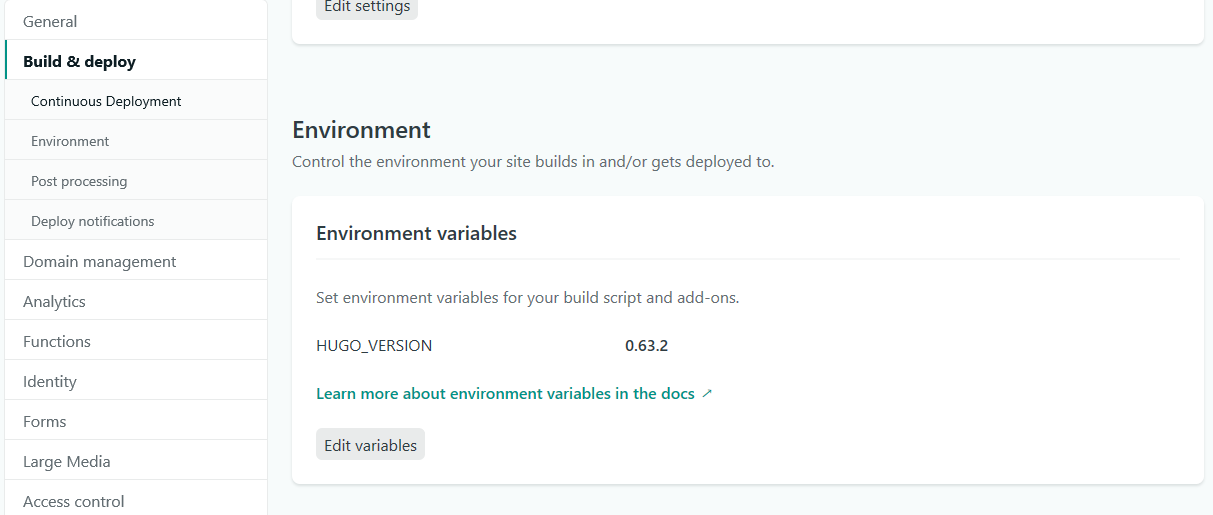 General
Build & deploy
Continuous Deployment
Environment
Post processing
Deploy notifications
Domain management
Analytics
Functions
Identity
Forms
Large Media
Access control
Edit settings
Environment
Control the environment your site builds in and/or gets deployed to.
Environment variables
Set environment variables for your build script and add-ons.
HUGO_VERSION 0.63.2
Learn more about environment variables in the docs ↗
Edit variables